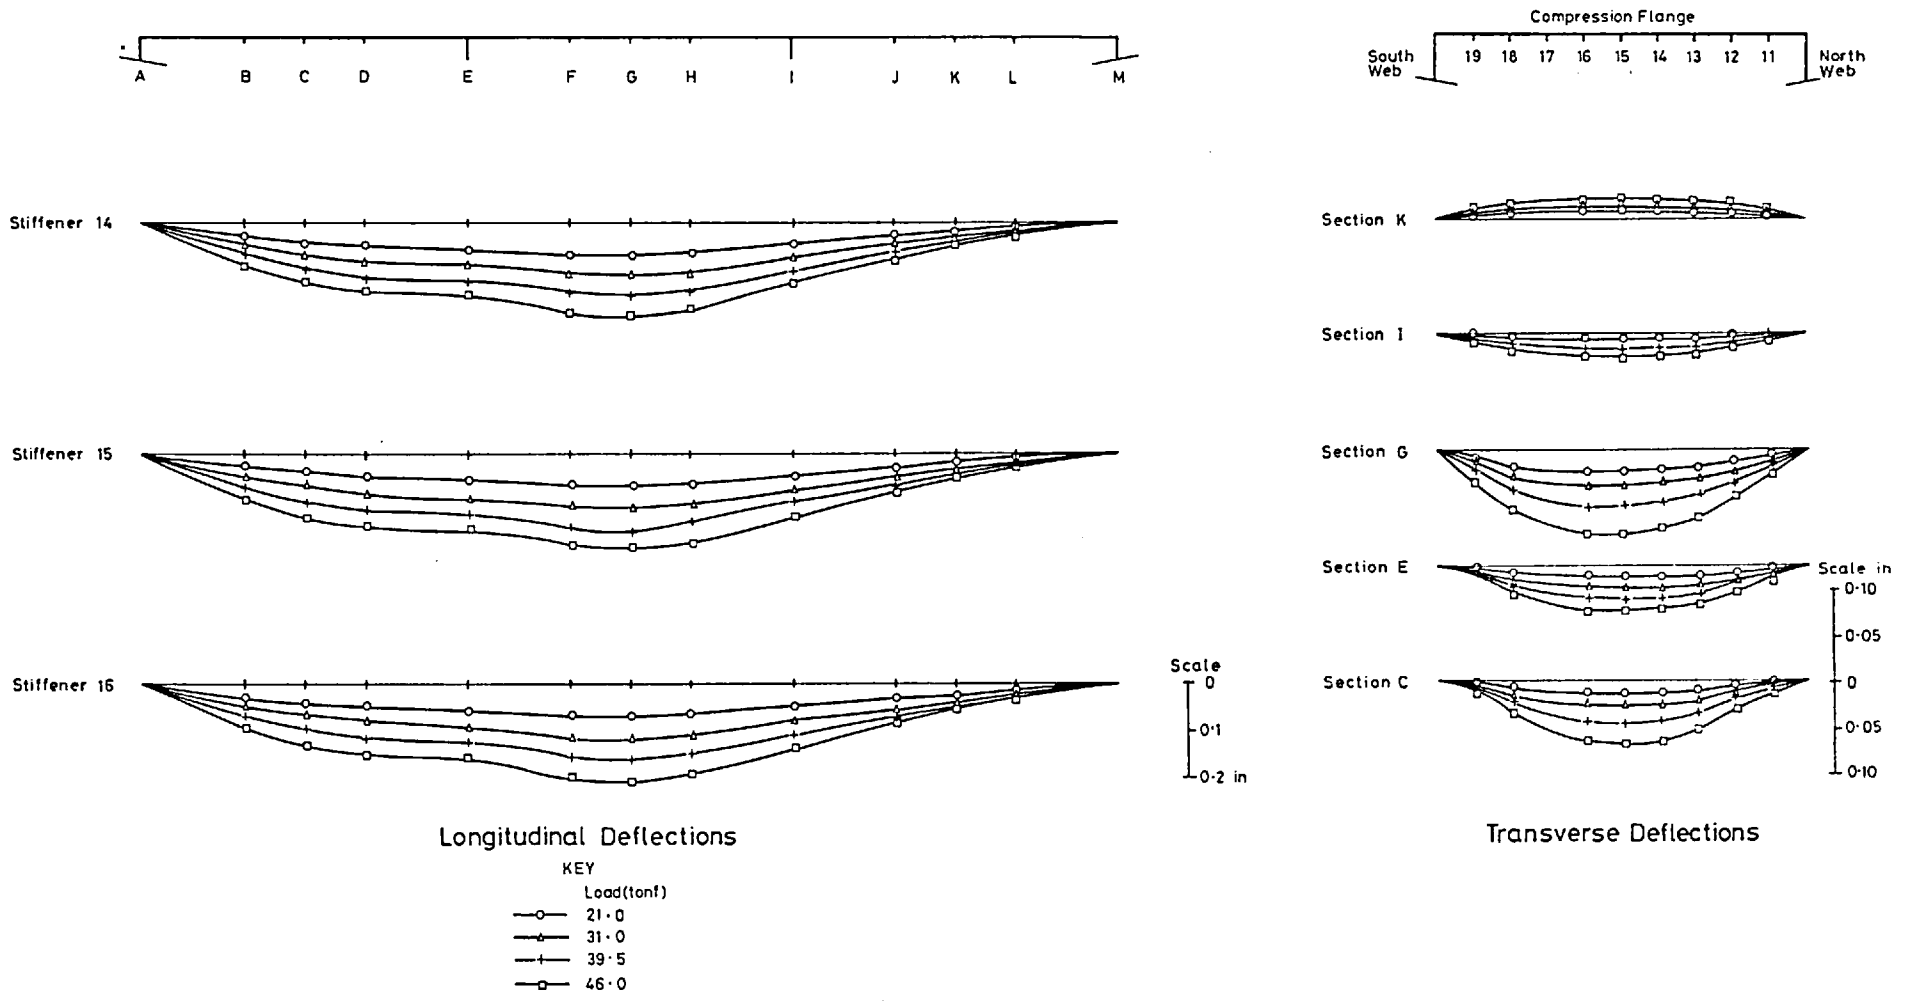 A B C D E F G H I J K L M
Stiffener 14
Stiffener 15
Stiffener 16
Scale
0
0·1
0·2 in
Longitudinal Deflections
KEY
Load(tonf)
21·0
31·0
39·5
46·0
Compression Flange
South Web
19 18 17 16 15 14 13 12 11
North Web
Section K
Section I
Section G
Section E
Section C
Scale in
0·10
0·05
0
0·05
0·10
Transverse Deflections